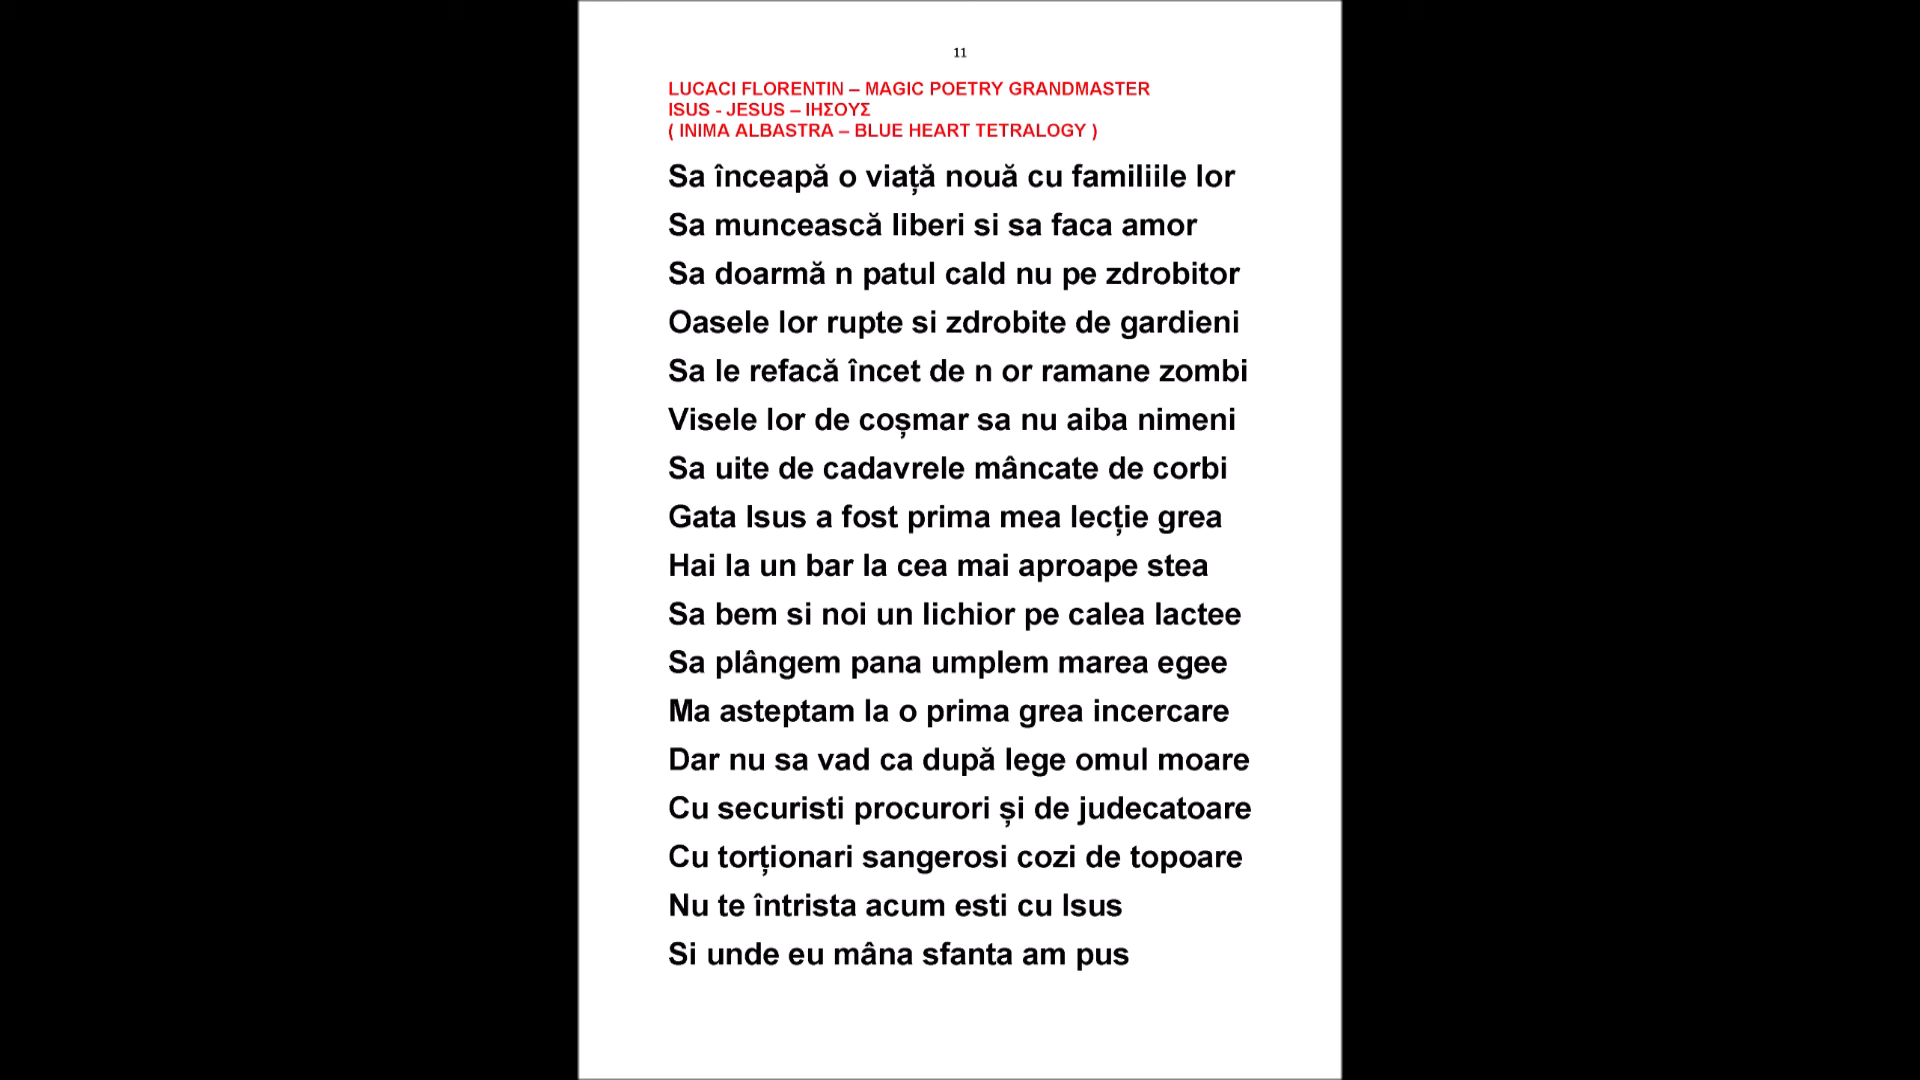 11
LUCACI FLORENTIN – MAGIC POETRY GRANDMASTER
ISUS - JESUS – ΙΗΣΟΥΣ
( INIMA ALBASTRA – BLUE HEART TETRALOGY )
Sa înceapă o viață nouă cu familiile lor
Sa muncească liberi si sa faca amor
Sa doarmă n patul cald nu pe zdrobitor
Oasele lor rupte si zdrobite de gardieni
Sa le refacă încet de n or ramane zombi
Visele lor de coșmar sa nu aiba nimeni
Sa uite de cadavrele mâncate de corbi
Gata Isus a fost prima mea lecție grea
Hai la un bar la cea mai aproape stea
Sa bem si noi un lichior pe calea lactee
Sa plângem pana umplem marea egee
Ma asteptam la o prima grea incercare
Dar nu sa vad ca după lege omul moare
Cu securisti procurori și de judecatoare
Cu torționari sangerosi cozi de topoare
Nu te întrista acum esti cu Isus
Si unde eu mâna sfanta am pus